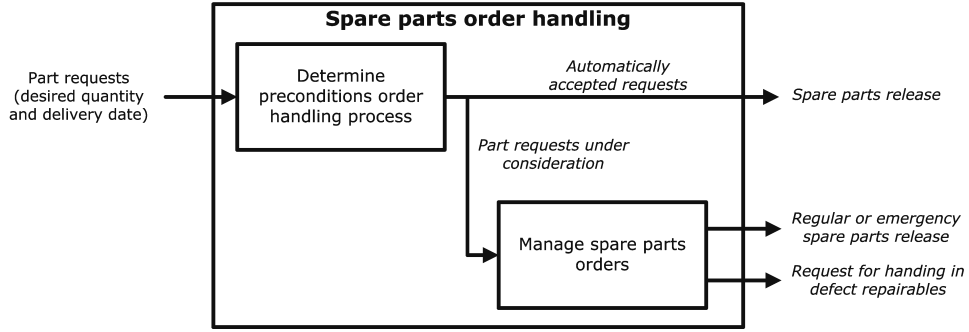 Spare parts order handling
Part requests
(desired quantity
and delivery date)
Determine
preconditions order
handling process
Automatically
accepted requests
Spare parts release
Part requests under
consideration
Manage spare parts
orders
Regular or emergency
spare parts release
Request for handing in
defect repairables